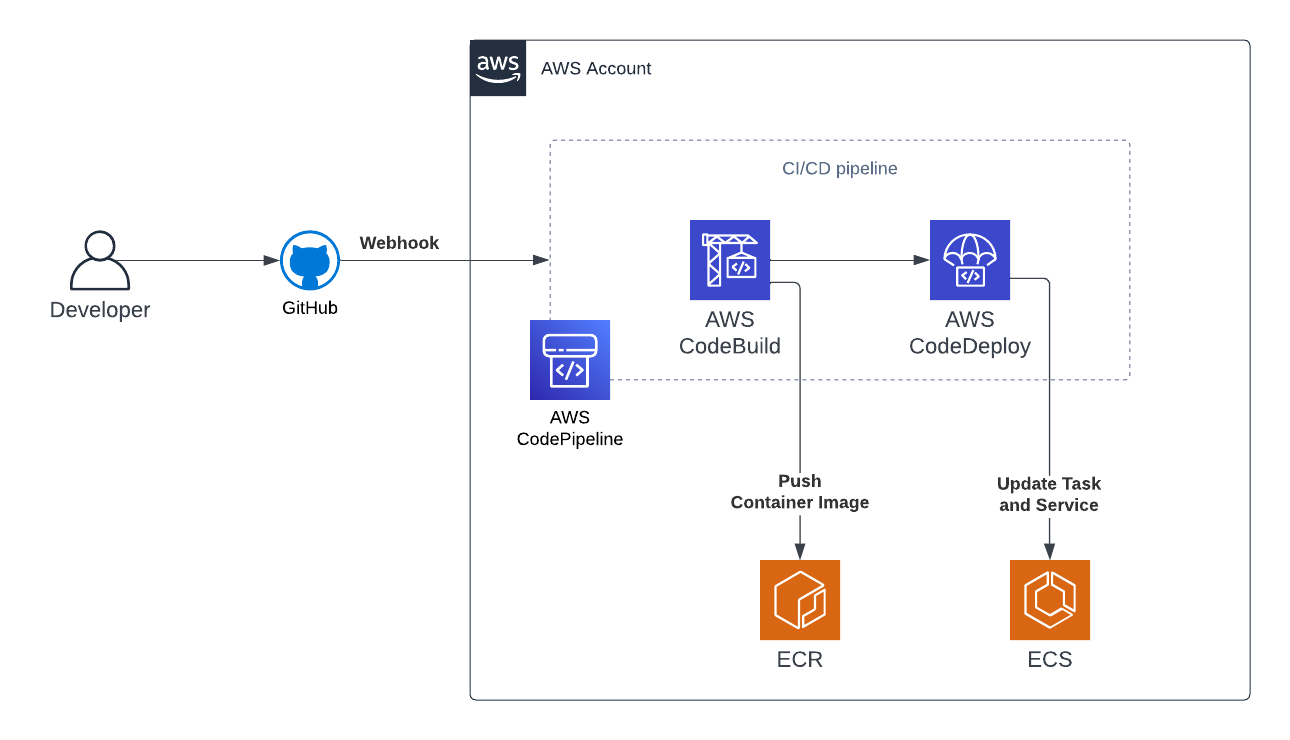 aws
AWS Account
CI/CD pipeline
Webhook
Developer
GitHub
AWS
CodeBuild
AWS
CodeDeploy
AWS
CodePipeline
Push
Container Image
Update Task
and Service
ECR
ECS